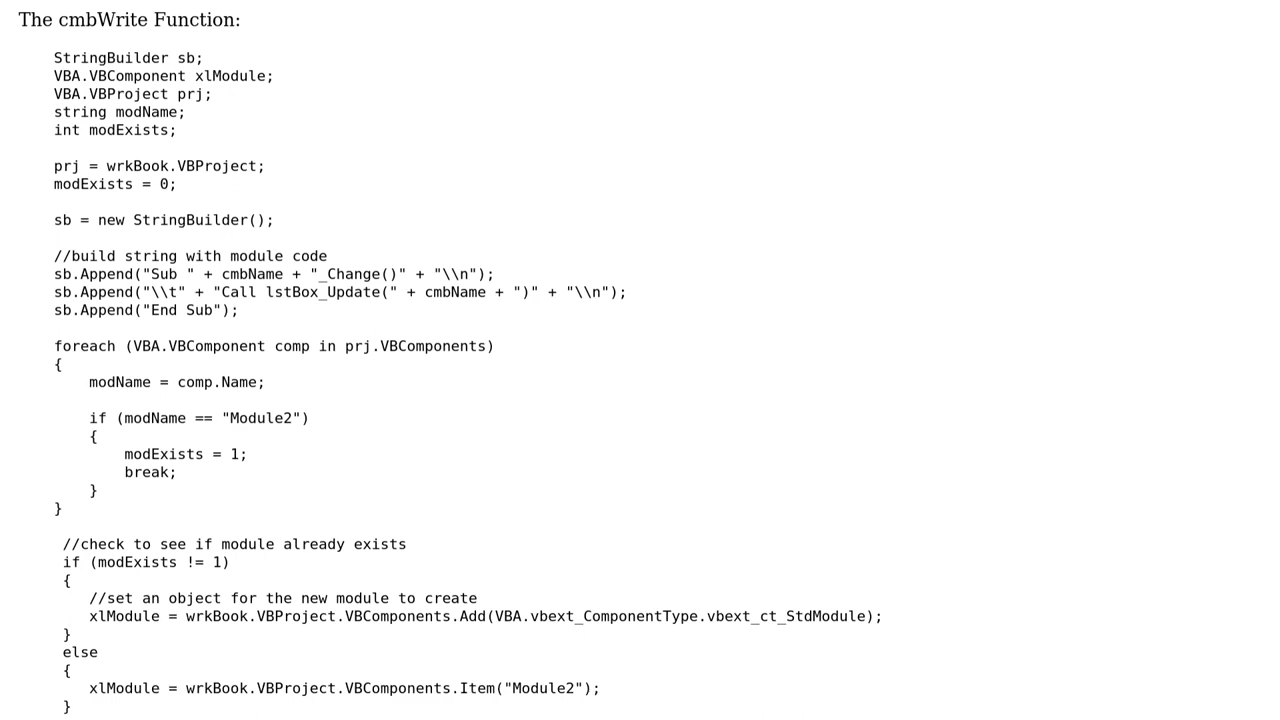 The cmbWrite Function:
StringBuilder sb;
VBA.VBComponent xlModule;
VBA.VBProject prj;
string modName;
int modExists;
prj = wrkBook.VBProject;
modExists = 0;
sb = new StringBuilder();
//build string with module code
sb.Append("Sub " + cmbName + "_Change()" + "\\n");
sb.Append("\\t" + "Call lstBox_Update(" + cmbName + ")" + "\\n");
sb.Append("End Sub");
foreach (VBA.VBComponent comp in prj.VBComponents)
{
    modName = comp.Name;
    if (modName == "Module2")
    {
        modExists = 1;
        break;
    }
}
 //check to see if module already exists
 if (modExists != 1)
 {
    //set an object for the new module to create
    xlModule = wrkBook.VBProject.VBComponents.Add(VBA.vbext_ComponentType.vbext_ct_StdModule);
 }
 else
 {
    xlModule = wrkBook.VBProject.VBComponents.Item("Module2");
 }